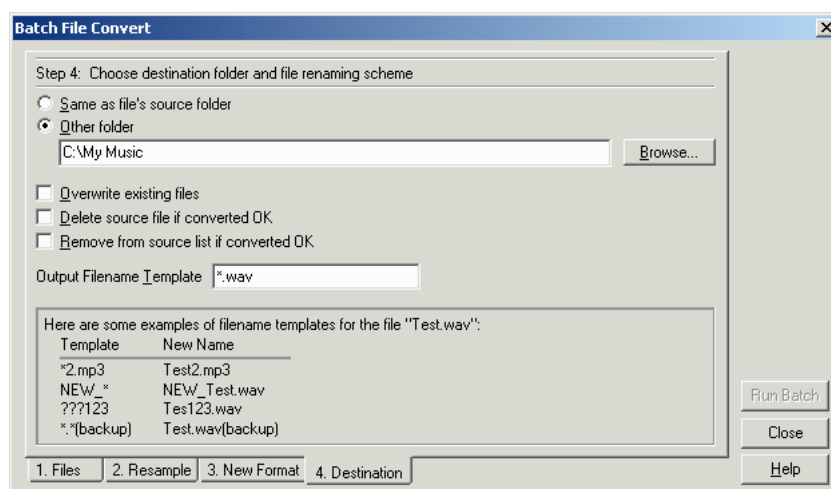 Batch File Convert
Step 4: Choose destination folder and file renaming scheme
Same as file's source folder
Other folder
C:\My Music
Browse...
Overwrite existing files
Delete source file if converted OK
Remove from source list if converted OK
Output Filename Template *.wav
Here are some examples of filename templates for the file "Test.wav":
Template New Name
*2.mp3 Test2.mp3
NEW_* NEW_Test.wav
???123 Tes123.wav
*.*(backup) Test.wav(backup)
Run Batch
Close
Help
1. Files 2. Resample 3. New Format 4. Destination